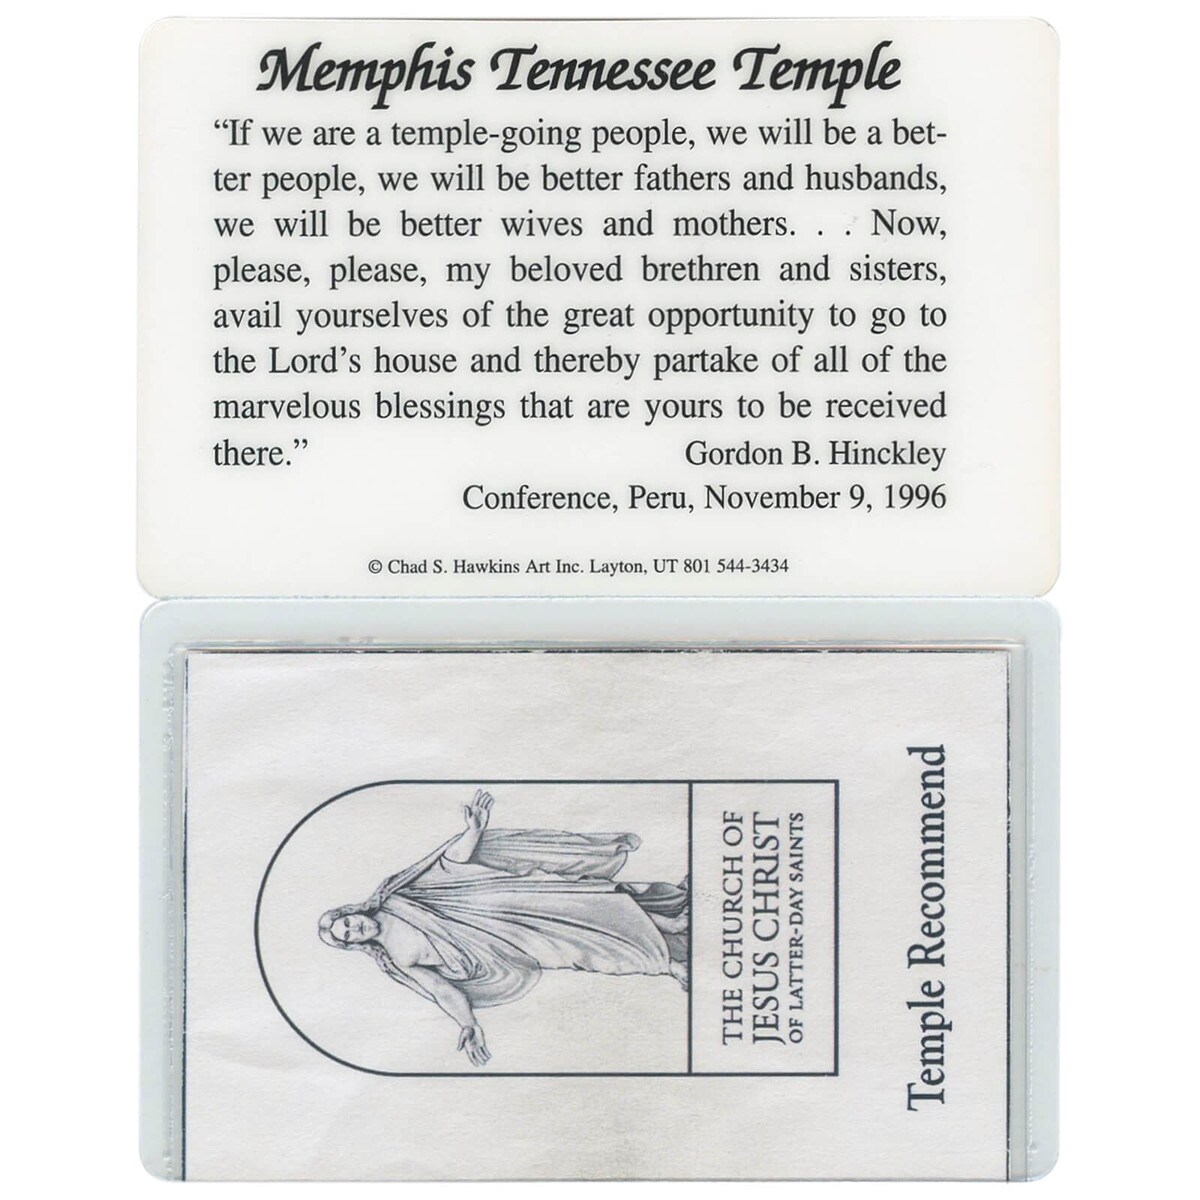 Memphis Tennessee Temple
“If we are a temple-going people, we will be a bet-
ter people, we will be better fathers and husbands,
we will be better wives and mothers. . . Now,
please, please, my beloved brethren and sisters,
avail yourselves of the great opportunity to go to
the Lord’s house and thereby partake of all of the
marvelous blessings that are yours to be received
there.” Gordon B. Hinckley
Conference, Peru, November 9, 1996
© Chad S. Hawkins Art Inc. Layton, UT 801 544-3434
THE CHURCH OF
JESUS CHRIST
OF LATTER-DAY SAINTS
Temple Recommend